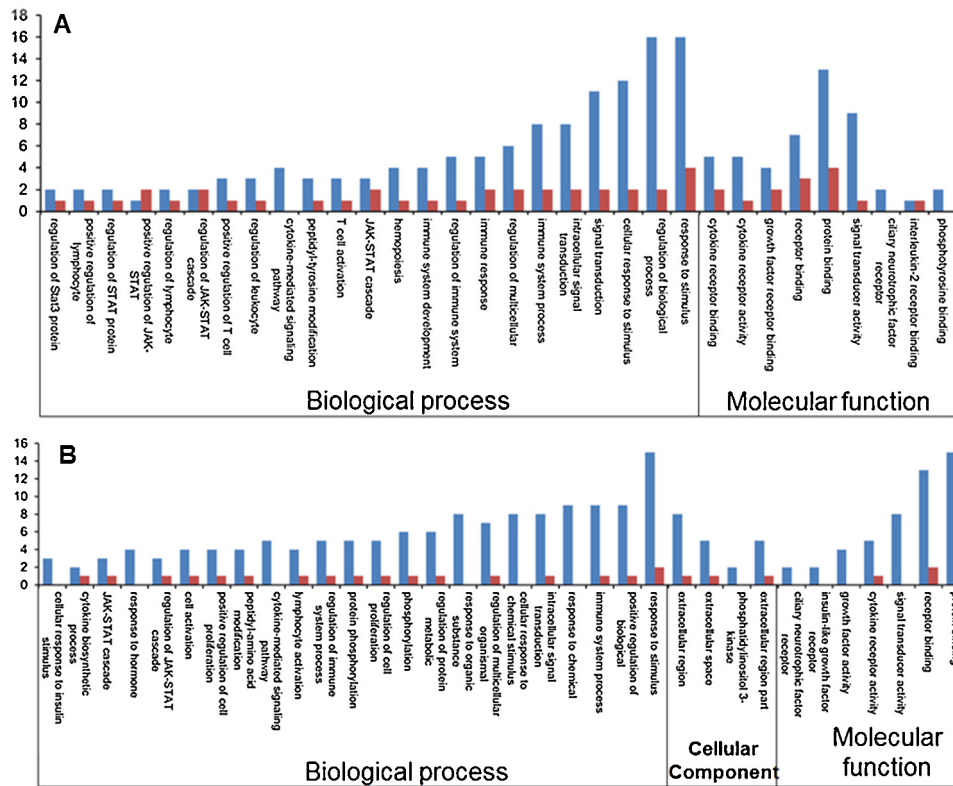 A
18
16
14
12
10
8
6
4
2
0
regulation of Stat3 protein
positive regulation of
lymphocyte
regulation of STAT protein
positive regulation of JAK-
STAT
regulation of lymphocyte
regulation of JAK-STAT
cascade
positive regulation of T cell
regulation of leukocyte
cytokine-mediated signaling
pathway
peptidyl-tyrosine modification
T cell activation
JAK-STAT cascade
hemopoiesis
immune system development
regulation of immune system
immune response
regulation of multicellular
immune system process
intracellular signal
transduction
signal transduction
cellular response to stimulus
regulation of biological
process
response to stimulus
cytokine receptor binding
cytokine receptor activity
growth factor receptor binding
receptor binding
protein binding
signal transducer activity
ciliary neurotrophic factor
receptor
interleukin-2 receptor binding
phosphotyrosine binding
Biological process
Molecular function
B
16
14
12
10
8
6
4
2
0
cellular response to insulin
stimulus
cytokine biosynthetic
process
JAK-STAT cascade
response to hormone
regulation of JAK-STAT
cascade
cell activation
positive regulation of cell
proliferation
peptidyl-amino acid
modification
cytokine-mediated signaling
pathway
lymphocyte activation
regulation of immune
system process
protein phosphorylation
regulation of cell
proliferation
phosphorylation
regulation of protein
metabolic
response to organic
substance
regulation of multicellular
organismal
cellular response to
chemical stimulus
intracellular signal
transduction
response to chemical
immune system process
positive regulation of
biological
response to stimulus
extracellular region
extracellular space
phosphatidylinositol 3-
kinase
extracellular region part
ciliary neurotrophic factor
receptor
insulin-like growth factor
receptor
growth factor activity
cytokine receptor activity
signal transducer activity
receptor binding
Biological process
Cellular
Component
Molecular
function